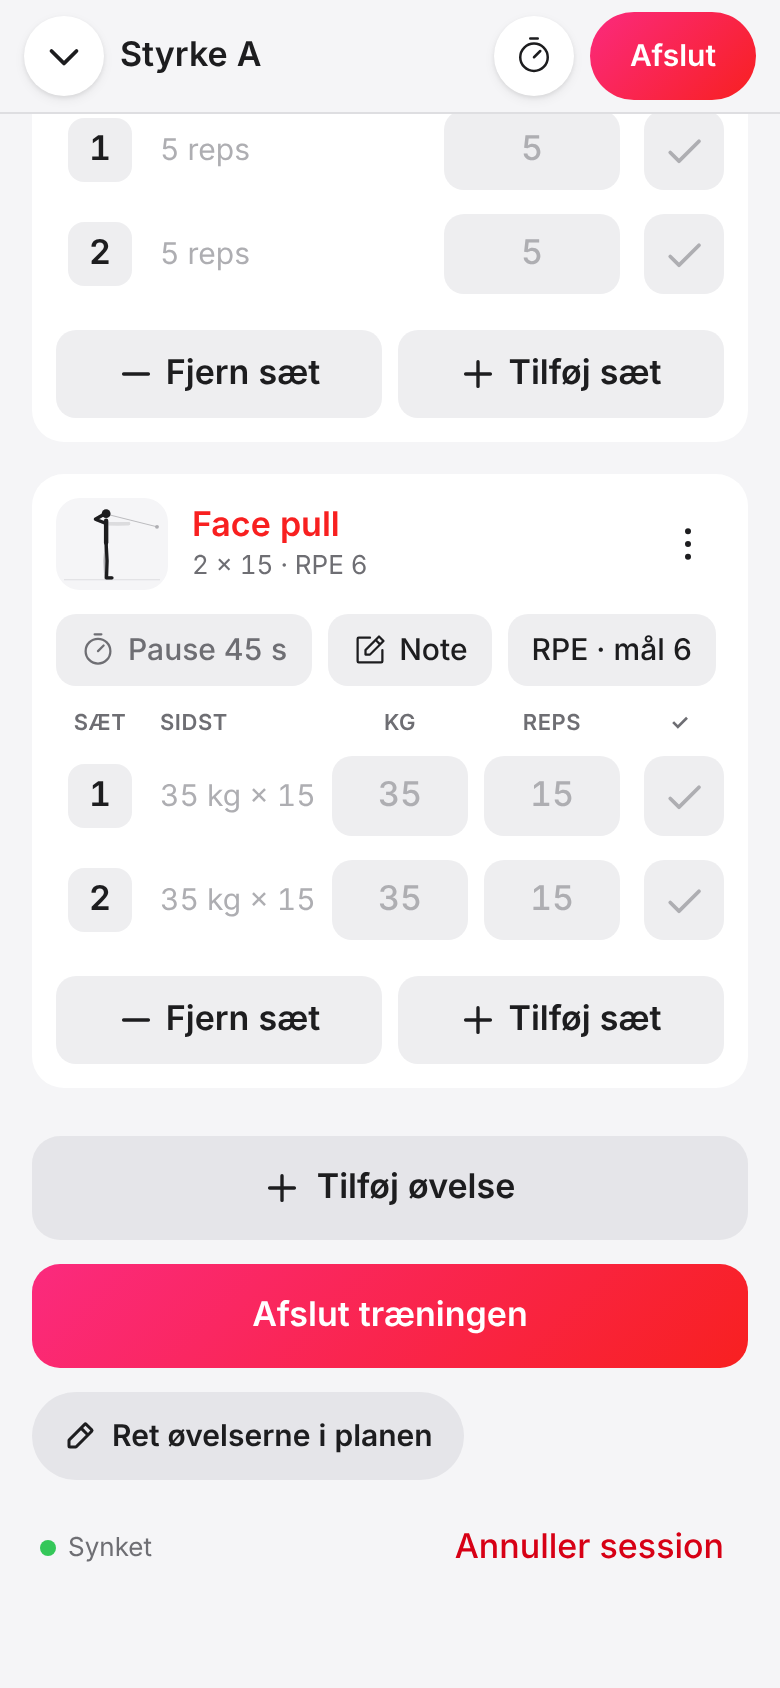 Styrke A
Afslut
1 5 reps 5
2 5 reps 5
Fjern sæt Tilføj sæt
Face pull
2 × 15 · RPE 6
Pause 45 s Note RPE · mål 6
SÆT SIDST KG REPS
1 35 kg × 15 35 15
2 35 kg × 15 35 15
Fjern sæt Tilføj sæt
Tilføj øvelse
Afslut træningen
Ret øvelserne i planen
Synket Annuller session